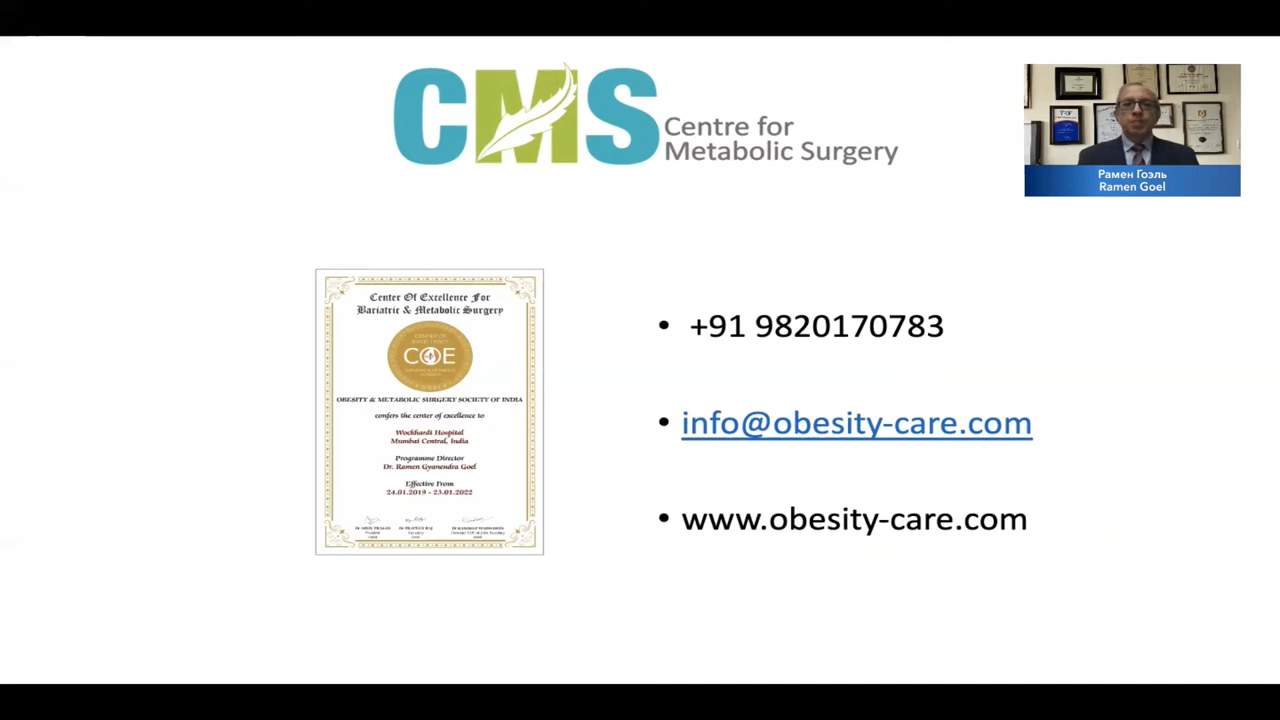 CMS
Centre for
Metabolic Surgery
Рамен Гоэль
Ramen Goel
Center Of Excellence For
Bariatric & Metabolic Surgery
CENTER OF
EXCELLENCE
COE
OBESITY & METABOLIC SURGERY SOCIETY OF INDIA
confers the center of excellence to
Wockhardt Hospital
Mumbai Central, India
Programme Director
Dr. Ramen Gyanendra Goel
Effective From
24.01.2019 - 23.01.2022
• +91 9820170783
• info@obesity-care.com
• www.obesity-care.com